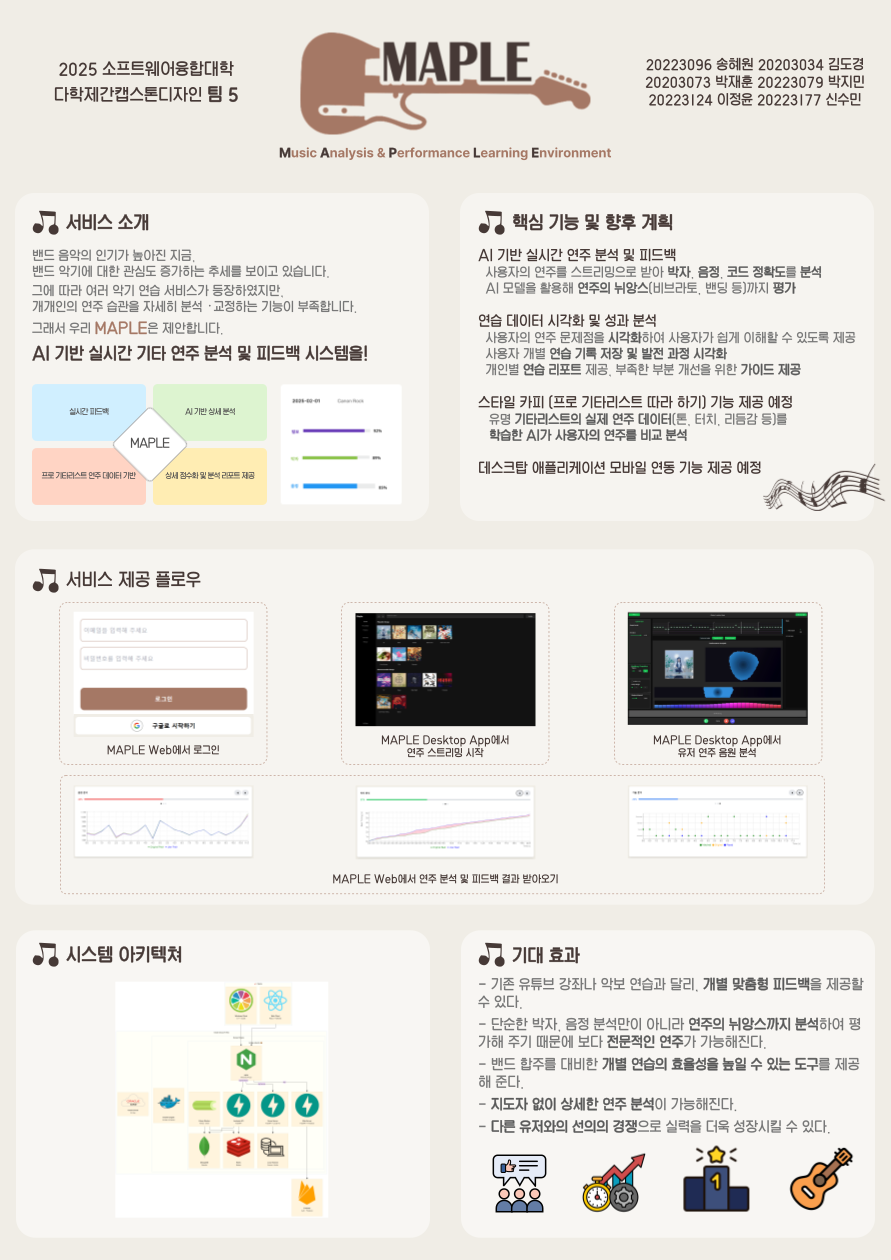 2025 소프트웨어융합대학
다학제간캡스톤디자인 팀 5
MAPLE
Music Analysis & Performance Learning Environment
20223096 송혜원 20203034 김도경
20203073 박재훈 20223079 박지민
20223124 이정윤 20223177 신수민
서비스 소개
밴드 음악의 인기가 높아진 지금,
밴드 악기에 대한 관심도 증가하는 추세를 보이고 있습니다.
그에 따라 여러 악기 연습 서비스가 등장하였지만,
개개인의 연주 습관을 자세히 분석 · 교정하는 기능이 부족합니다.
그래서 우리 MAPLE은 제안합니다.
AI 기반 실시간 기타 연주 분석 및 피드백 시스템을!
실시간 피드백
AI 기반 상세 분석
MAPLE
프로 기타리스트 연주 데이터 기반
상세 점수화 및 분석 리포트 제공
2025-02-01 Canon Rock
핵심 기능 및 향후 계획
AI 기반 실시간 연주 분석 및 피드백
사용자의 연주를 스트리밍으로 받아 박자, 음정, 코드 정확도를 분석
AI 모델을 활용해 연주의 뉘앙스(비브라토, 밴딩 등)까지 평가
연습 데이터 시각화 및 성과 분석
사용자의 연주 문제점을 시각화하여 사용자가 쉽게 이해할 수 있도록 제공
사용자 개별 연습 기록 저장 및 발전 과정 시각화
개인별 연습 리포트 제공, 부족한 부분 개선을 위한 가이드 제공
스타일 카피 (프로 기타리스트 따라 하기) 기능 제공 예정
유명 기타리스트의 실제 연주 데이터(톤, 터치, 리듬감 등)를
학습한 AI가 사용자의 연주를 비교 분석
데스크탑 애플리케이션 모바일 연동 기능 제공 예정
서비스 제공 플로우
이메일을 입력해 주세요
비밀번호를 입력해 주세요
로그인
구글로 시작하기
MAPLE Web에서 로그인
MAPLE Desktop App에서
연주 스트리밍 시작
MAPLE Desktop App에서
유저 연주 음원 분석
MAPLE Web에서 연주 분석 및 피드백 결과 받아오기
시스템 아키텍쳐
기대 효과
- 기존 유튜브 강좌나 악보 연습과 달리, 개별 맞춤형 피드백을 제공할
수 있다.
- 단순한 박자, 음정 분석만이 아니라 연주의 뉘앙스까지 분석하여 평
가해 주기 때문에 보다 전문적인 연주가 가능해진다.
- 밴드 합주를 대비한 개별 연습의 효율성을 높일 수 있는 도구를 제공
해 준다.
- 지도자 없이 상세한 연주 분석이 가능해진다.
- 다른 유저와의 선의의 경쟁으로 실력을 더욱 성장시킬 수 있다.
1